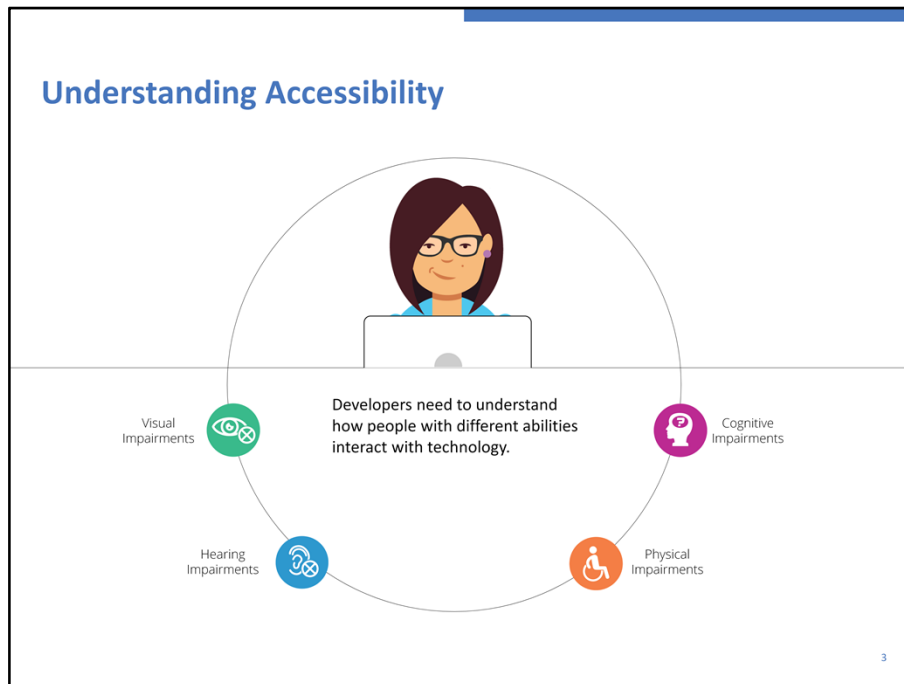 Understanding Accessibility
Developers need to understand
how people with different abilities
interact with technology.
Visual
Impairments
Cognitive
Impairments
Hearing
Impairments
Physical
Impairments
?
3